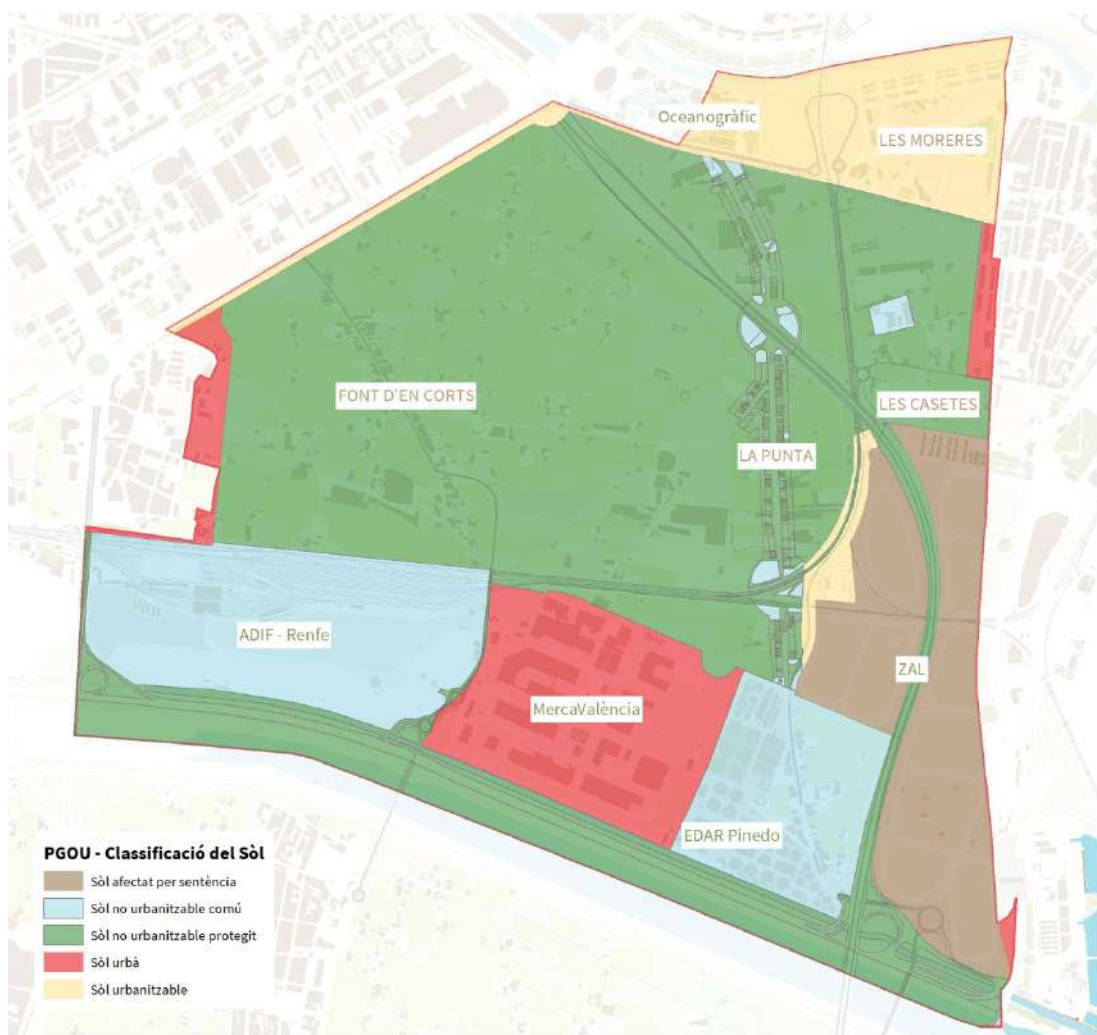 Oceanogràfic
LES MORERES
FONT D'EN CORTS
LES CASETES
LA PUNTA
ADIF - Renfe
ZAL
MercaValència
EDAR Pinedo
PGOU - Classificació del Sòl
Sòl afectat per sentència
Sòl no urbanitzable comú
Sòl no urbanitzable protegit
Sòl urbà
Sòl urbanitzable